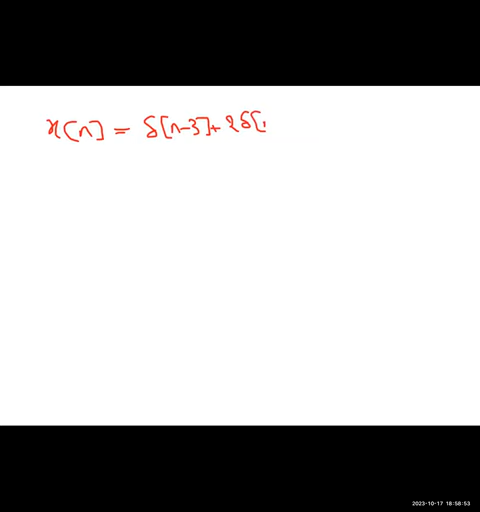 x[n] = δ[n-3] + 2δ[
2023-10-17 18:58:53